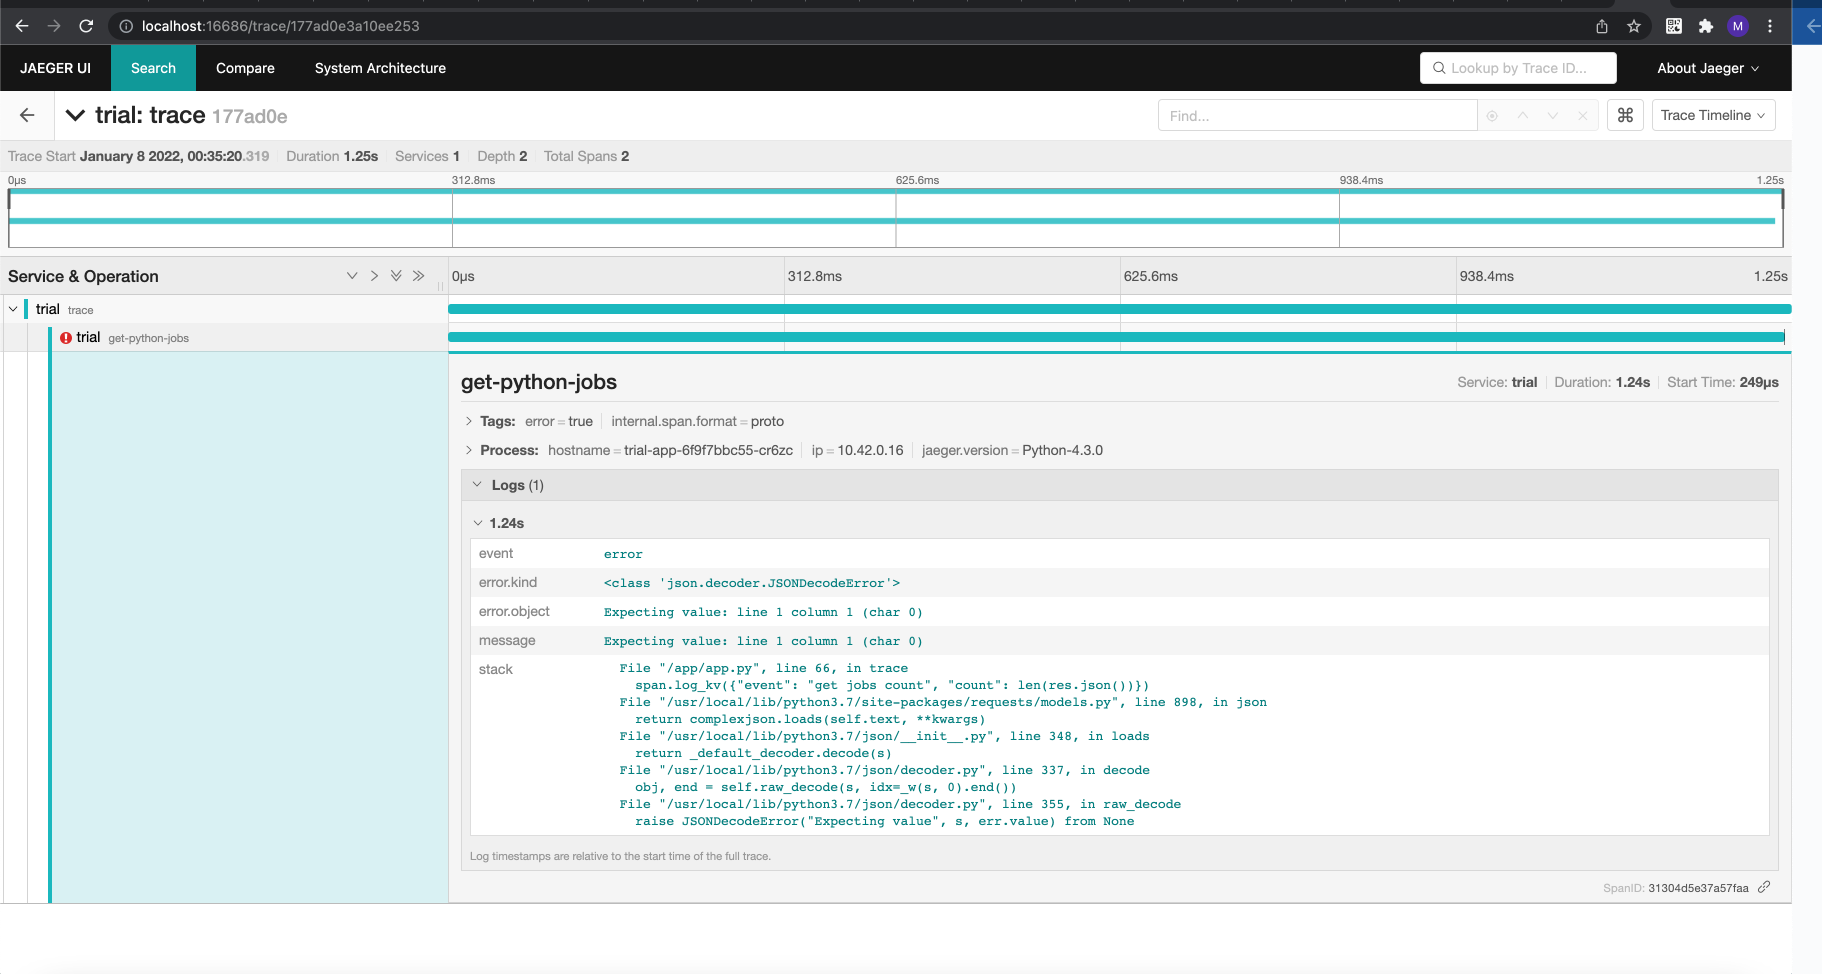 localhost:16686/trace/177ad0e3a10ee253
M
JAEGER UI Search Compare System Architecture Lookup by Trace ID... About Jaeger
trial: trace 177ad0e Find... ⌘ Trace Timeline
Trace Start January 8 2022, 00:35:20.319 Duration 1.25s Services 1 Depth 2 Total Spans 2
0μs 312.8ms 625.6ms 938.4ms 1.25s
Service & Operation 0μs 312.8ms 625.6ms 938.4ms 1.25s
trial trace
trial get-python-jobs
get-python-jobs Service: trial Duration: 1.24s Start Time: 249μs
Tags: error = true internal.span.format = proto
Process: hostname = trial-app-6f9f7bbc55-cr6zc ip = 10.42.0.16 jaeger.version = Python-4.3.0
Logs (1)
1.24s
event error
error.kind <class 'json.decoder.JSONDecodeError'>
error.object Expecting value: line 1 column 1 (char 0)
message Expecting value: line 1 column 1 (char 0)
stack File "/app/app.py", line 66, in trace
span.log_kv({"event": "get jobs count", "count": len(res.json())})
File "/usr/local/lib/python3.7/site-packages/requests/models.py", line 898, in json
return complexjson.loads(self.text, **kwargs)
File "/usr/local/lib/python3.7/json/__init__.py", line 348, in loads
return _default_decoder.decode(s)
File "/usr/local/lib/python3.7/json/decoder.py", line 337, in decode
obj, end = self.raw_decode(s, idx=_w(s, 0).end())
File "/usr/local/lib/python3.7/json/decoder.py", line 355, in raw_decode
raise JSONDecodeError("Expecting value", s, err.value) from None
Log timestamps are relative to the start time of the full trace.
SpanID: 31304d5e37a57faa